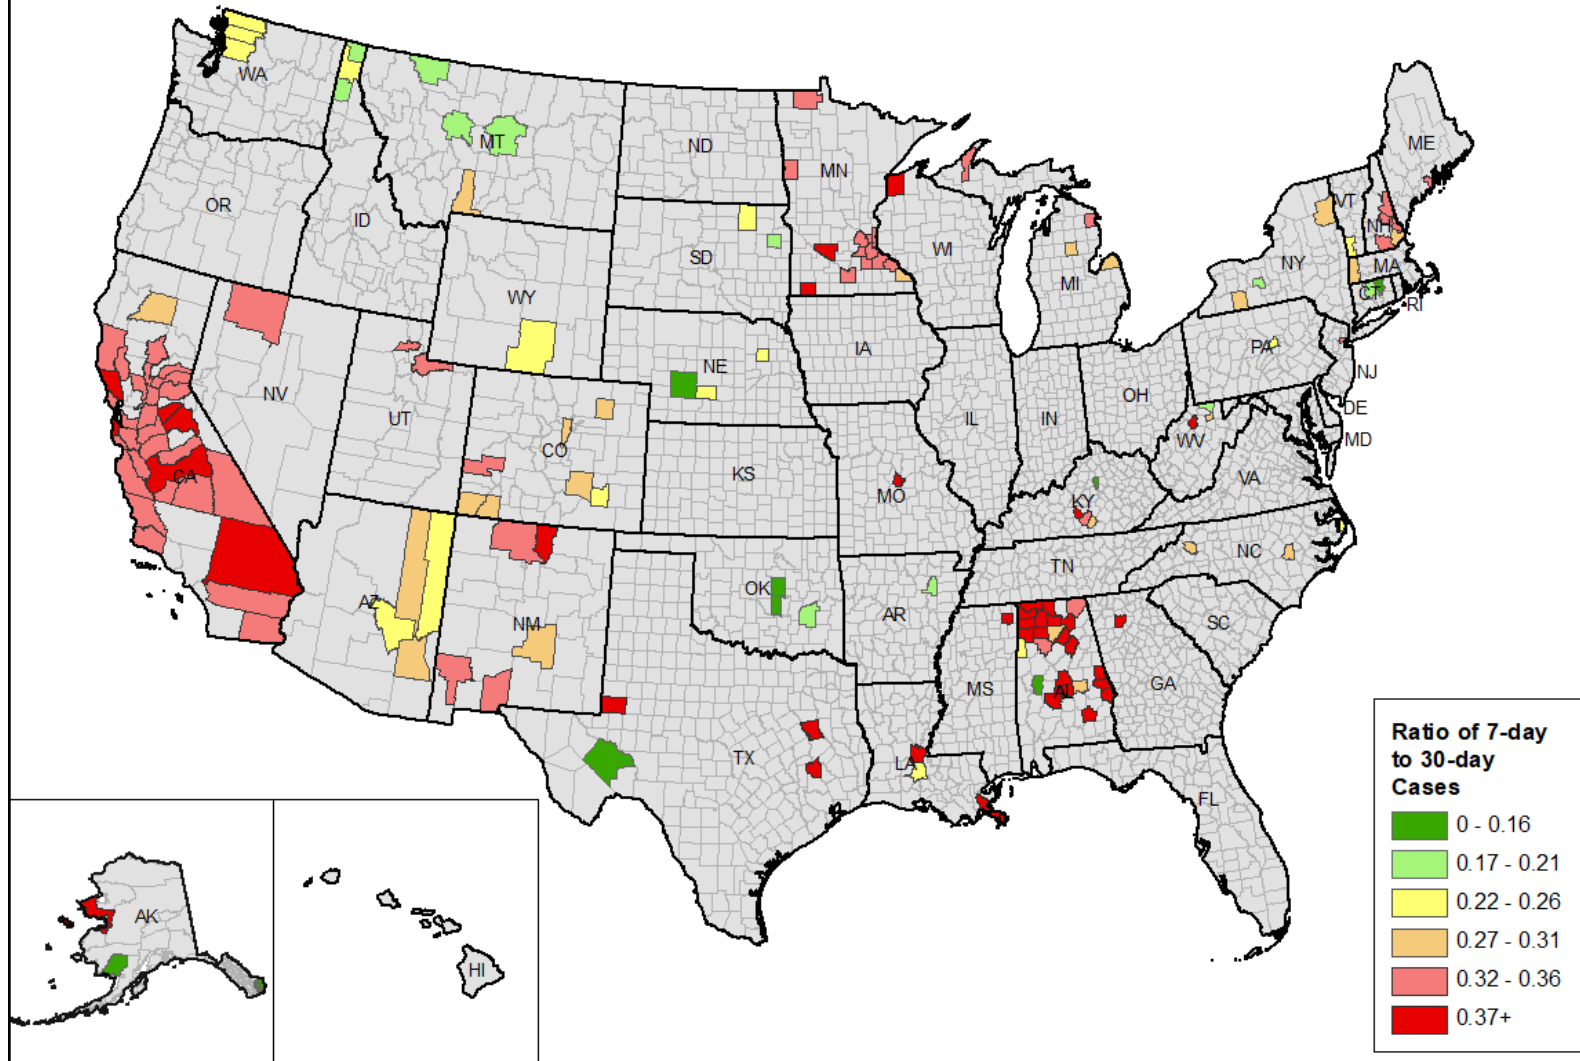 WA
ME
MT
ND
MN
VT
OR
ID
NH
WI
SD
NY
MA
MI
CT
RI
WY
IA
PA
NE
NJ
NV
OH
UT
IL
IN
DE
CO
WV
MD
CA
KS
VA
MO
KY
NC
TN
OK
AZ
AR
NM
SC
MS
AL
GA
TX
LA
FL
AK
HI
Ratio of 7-day
to 30-day
Cases
0 - 0.16
0.17 - 0.21
0.22 - 0.26
0.27 - 0.31
0.32 - 0.36
0.37+